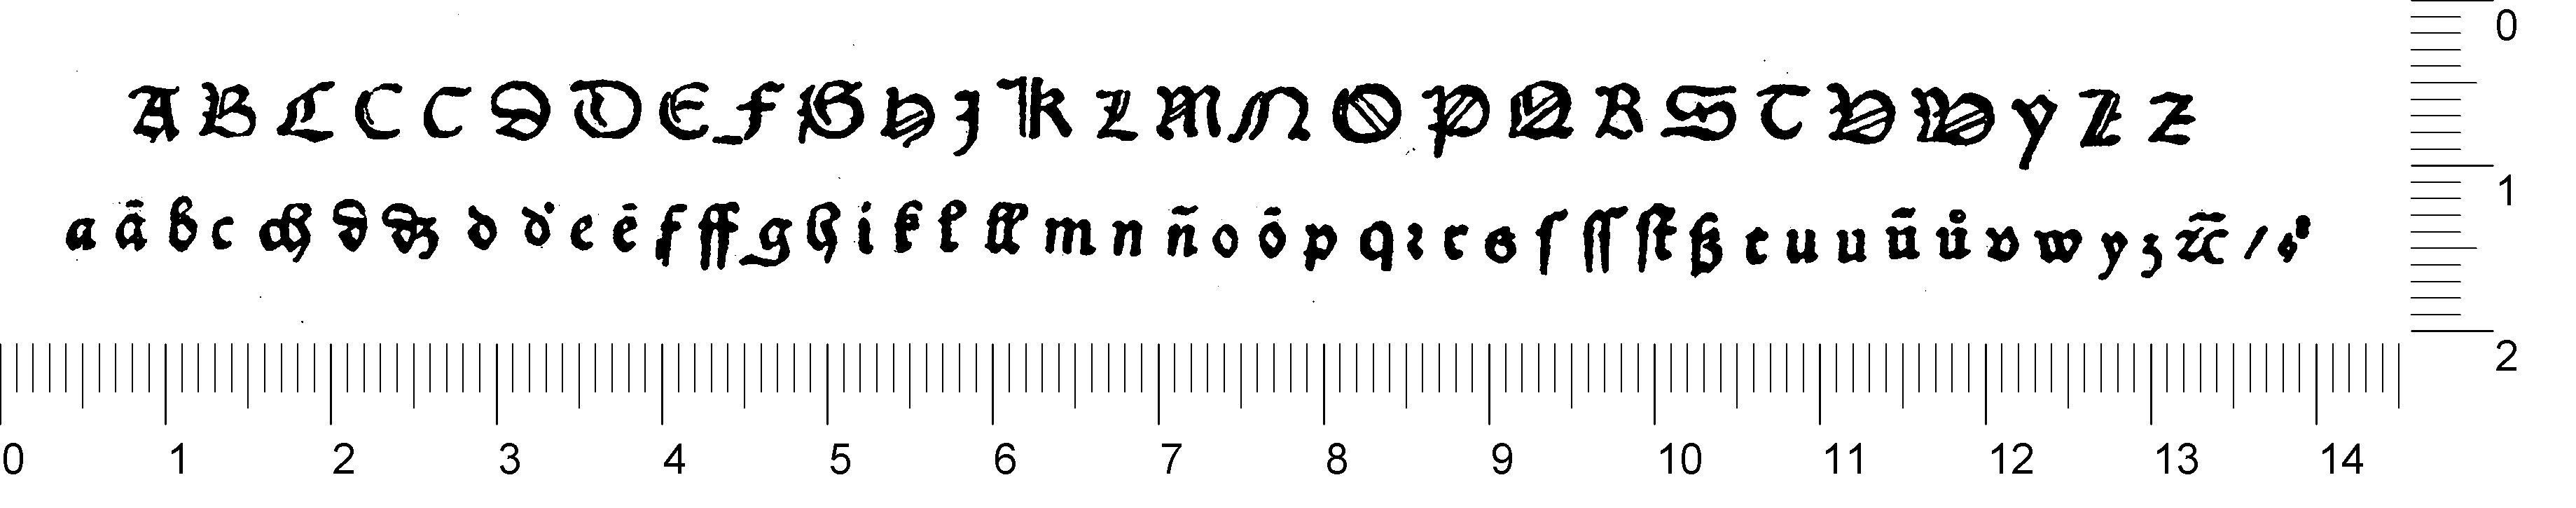 A B C C C D D E F G H J K L M N O P Q R S T V W Y Z Z
a ā b c ch d d d d̉ e ē f ff g h i k l ll m n n̄ o ō p q ꝛ r s ſ ſſ ſt ß t u u ū ů v w y z ꝛc̄ /
0 1 2 3 4 5 6 7 8 9 10 11 12 13 14
0
1
2